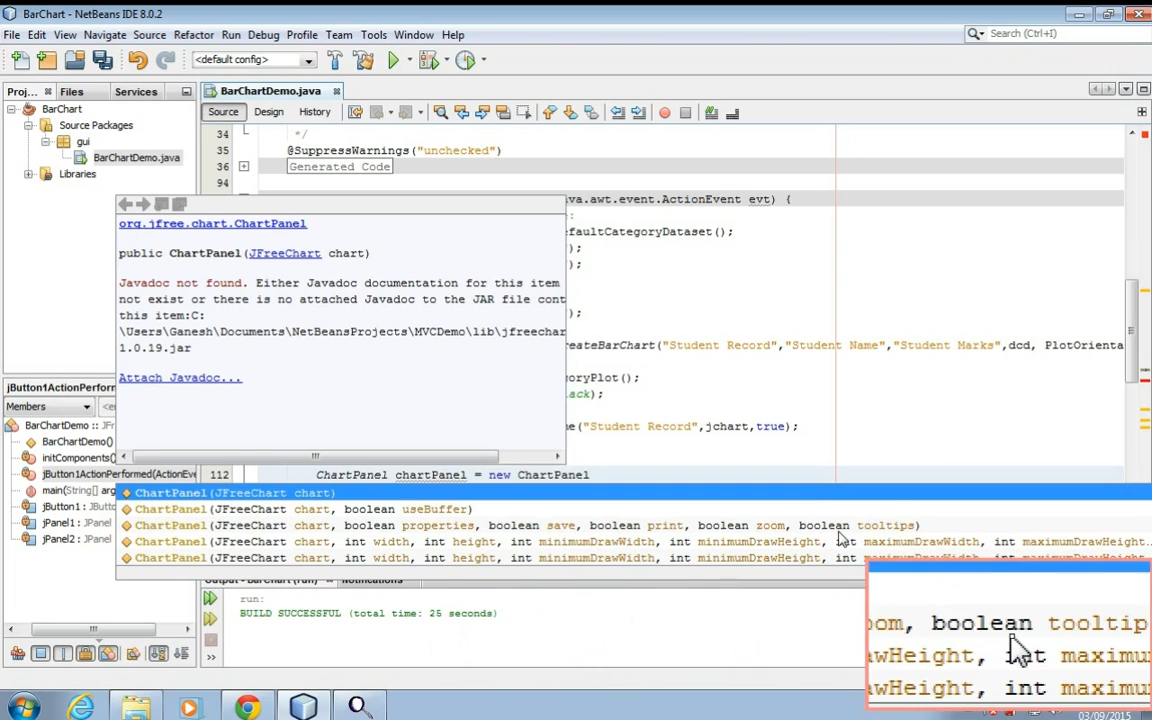 BarChart - NetBeans IDE 8.0.2
File Edit View Navigate Source Refactor Run Debug Profile Team Tools Window Help
Search (Ctrl+I)
<default config>
Proj... Files Services
BarChartDemo.java
BarChart
Source Packages
gui
BarChartDemo.java
Libraries
Source Design History
34 */
35 @SuppressWarnings("unchecked")
36 Generated Code
94
va.awt.event.ActionEvent evt) {
:
efaultCategoryDataset();
);
);
);
reateBarChart("Student Record","Student Name","Student Marks",dcd, PlotOrienta
oryPlot();
ack);
me("Student Record",jchart,true);
112 ChartPanel chartPanel = new ChartPanel
org.jfree.chart.ChartPanel
public ChartPanel(JFreeChart chart)
Javadoc not found. Either Javadoc documentation for this item
not exist or there is no attached Javadoc to the JAR file cont
this item:C:
\Users\Ganesh\Documents\NetBeansProjects\MVCDemo\lib\jfreechar
1.0.19.jar
Attach Javadoc...
jButton1ActionPerforn
Members
BarChartDemo :: JF
BarChartDemo()
initComponents()
jButton1ActionPerformed(ActionEve
main(String[] arg
jButton1 : JButto
jPanel1 : JPanel
jPanel2 : JPanel
ChartPanel(JFreeChart chart)
ChartPanel(JFreeChart chart, boolean useBuffer)
ChartPanel(JFreeChart chart, boolean properties, boolean save, boolean print, boolean zoom, boolean tooltips)
ChartPanel(JFreeChart chart, int width, int height, int minimumDrawWidth, int minimumDrawHeight, int maximumDrawWidth, int maximumDrawHeight...
ChartPanel(JFreeChart chart, int width, int height, int minimumDrawWidth, int minimumDrawHeight, int
Output - BarChart (run) Notifications
run:
BUILD SUCCESSFUL (total time: 25 seconds)
oom, boolean tooltip
awHeight, int maximu
awHeight, int maximu
03/09/2015